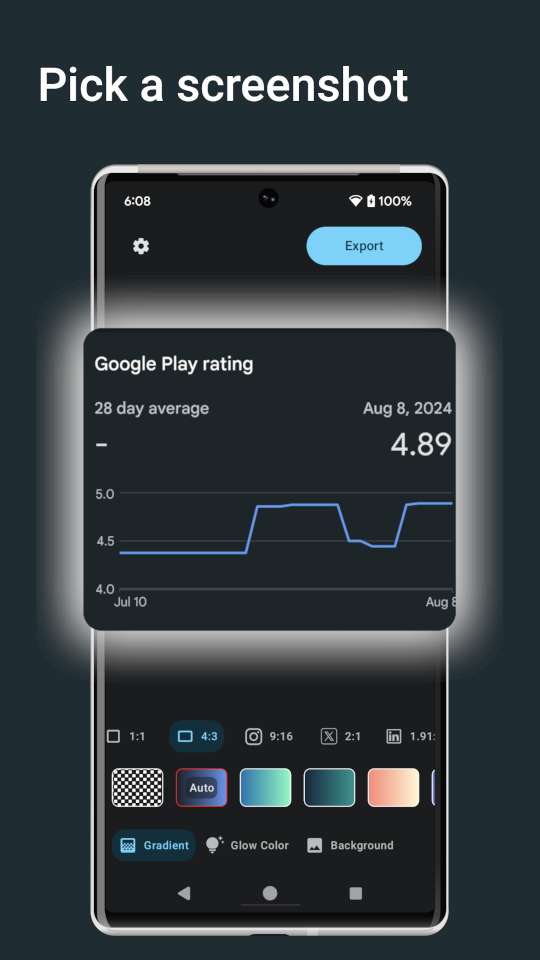 Pick a screenshot
6:08
100%
Export
Google Play rating
28 day average
Aug 8, 2024
-
4.89
5.0
4.5
4.0
Jul 10
Aug 8
1:1
4:3
9:16
2:1
1.91:
Auto
Gradient
Glow Color
Background